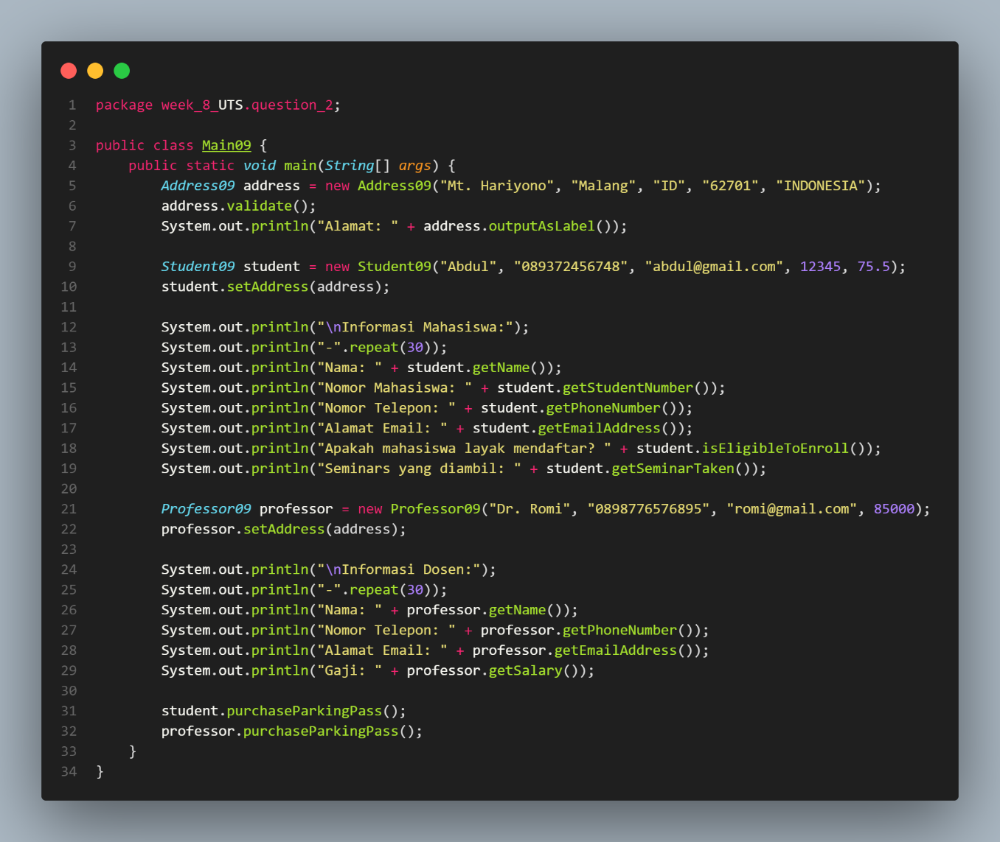 1 package week_8_UTS.question_2;
2
3 public class Main09 {
4     public static void main(String[] args) {
5         Address09 address = new Address09("Mt. Hariyono", "Malang", "ID", "62701", "INDONESIA");
6         address.validate();
7         System.out.println("Alamat: " + address.outputAsLabel());
8
9         Student09 student = new Student09("Abdul", "089372456748", "abdul@gmail.com", 12345, 75.5);
10         student.setAddress(address);
11
12         System.out.println("\nInformasi Mahasiswa:");
13         System.out.println("-".repeat(30));
14         System.out.println("Nama: " + student.getName());
15         System.out.println("Nomor Mahasiswa: " + student.getStudentNumber());
16         System.out.println("Nomor Telepon: " + student.getPhoneNumber());
17         System.out.println("Alamat Email: " + student.getEmailAddress());
18         System.out.println("Apakah mahasiswa layak mendaftar? " + student.isEligibleToEnroll());
19         System.out.println("Seminars yang diambil: " + student.getSeminarTaken());
20
21         Professor09 professor = new Professor09("Dr. Romi", "0898776576895", "romi@gmail.com", 85000);
22         professor.setAddress(address);
23
24         System.out.println("\nInformasi Dosen:");
25         System.out.println("-".repeat(30));
26         System.out.println("Nama: " + professor.getName());
27         System.out.println("Nomor Telepon: " + professor.getPhoneNumber());
28         System.out.println("Alamat Email: " + professor.getEmailAddress());
29         System.out.println("Gaji: " + professor.getSalary());
30
31         student.purchaseParkingPass();
32         professor.purchaseParkingPass();
33     }
34 }